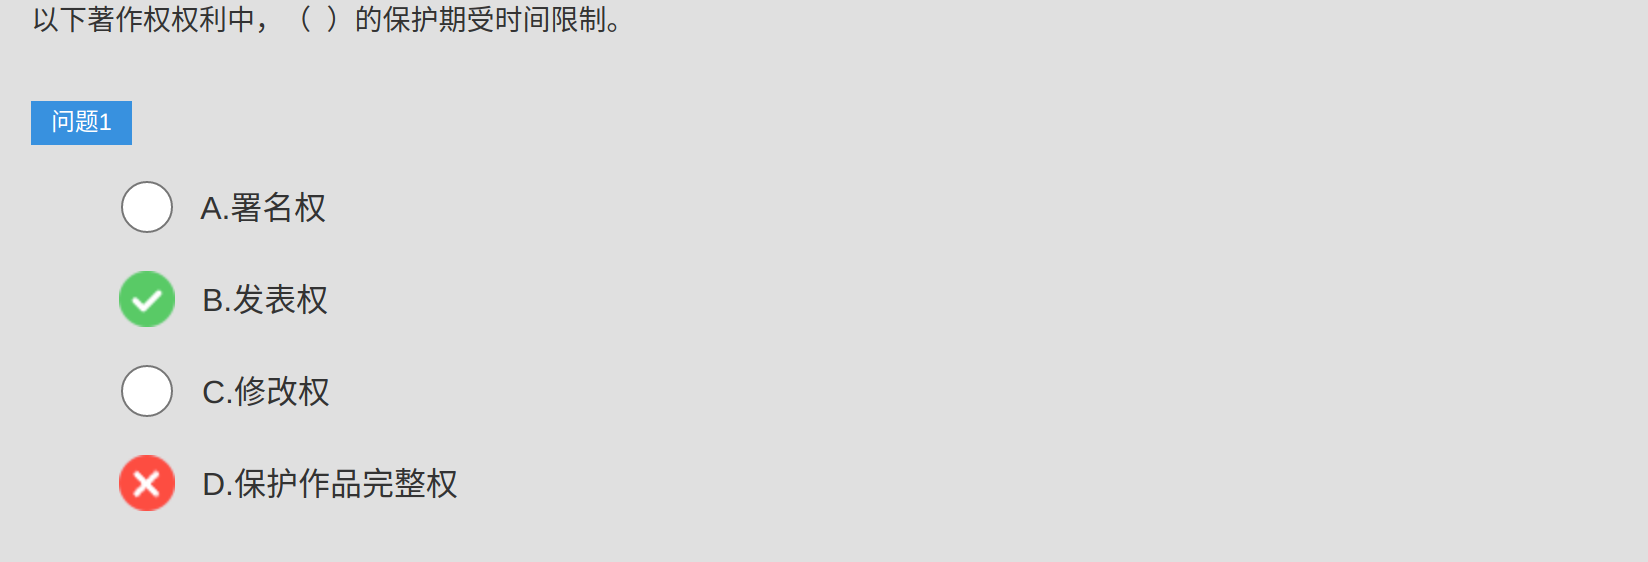 以下著作权权利中，（ ）的保护期受时间限制。
问题1
A.署名权
B.发表权
C.修改权
D.保护作品完整权